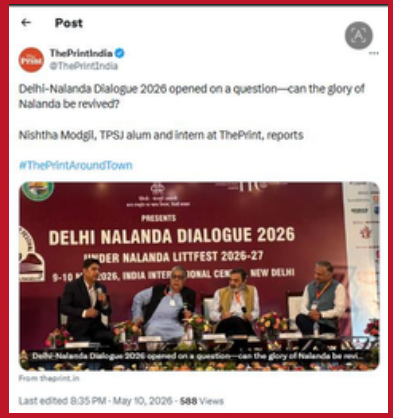 Post
ThePrintIndia
@ThePrintIndia
Delhi-Nalanda Dialogue 2026 opened on a question—can the glory of
Nalanda be revived?
Nishtha Modgil, TPSJ alum and intern at ThePrint, reports
#ThePrintAroundTown
PRESENTS
DELHI NALANDA DIALOGUE 2026
UNDER NALANDA LITTFEST 2026-27
9-10 2026, INDIA INTERNATIONAL NEW DELHI
Delhi-Nalanda Dialogue 2026 opened on a question—can the glory of Nalanda be revi...
From theprint.in
Last edited 8:35 PM · May 10, 2026 · 588 Views